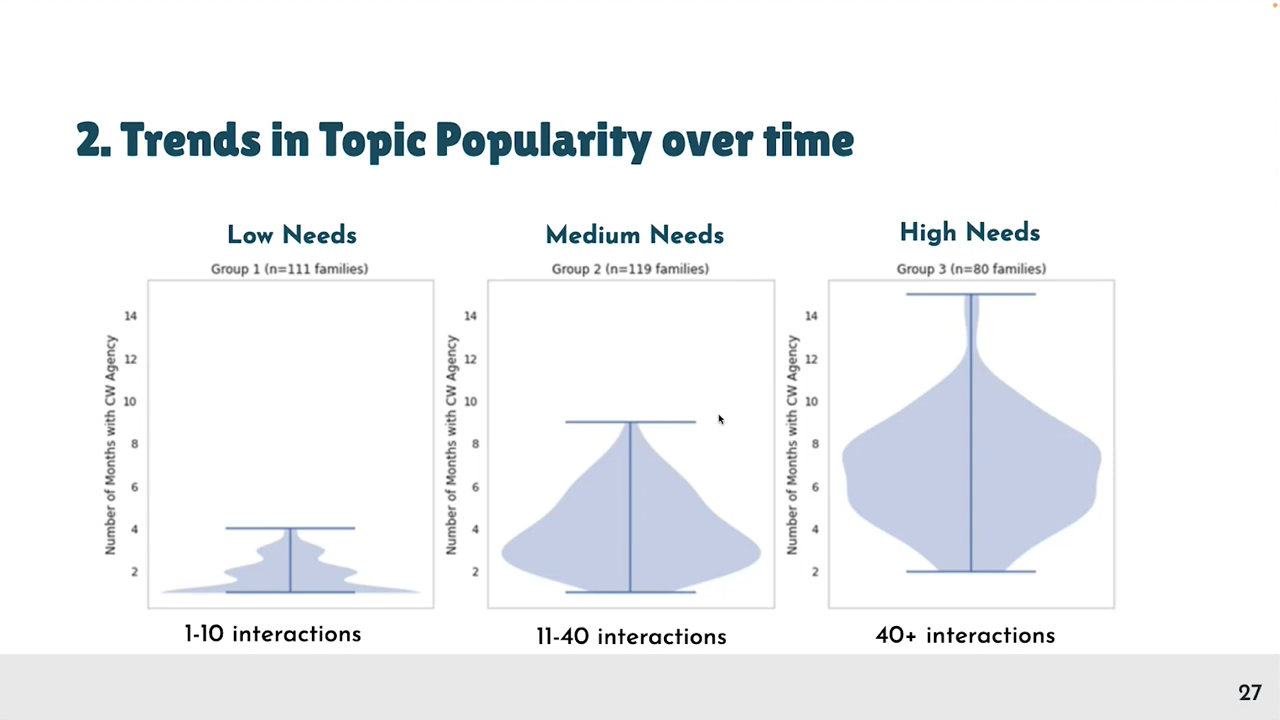 2. Trends in Topic Popularity over time
Low Needs
Medium Needs
High Needs
Group 1 (n=111 families)
Group 2 (n=119 families)
Group 3 (n=80 families)
Number of Months with CW Agency
14
12
10
8
6
4
2
Number of Months with CW Agency
14
12
10
8
6
4
2
Number of Months with CW Agency
14
12
10
8
6
4
2
1-10 interactions
11-40 interactions
40+ interactions
27